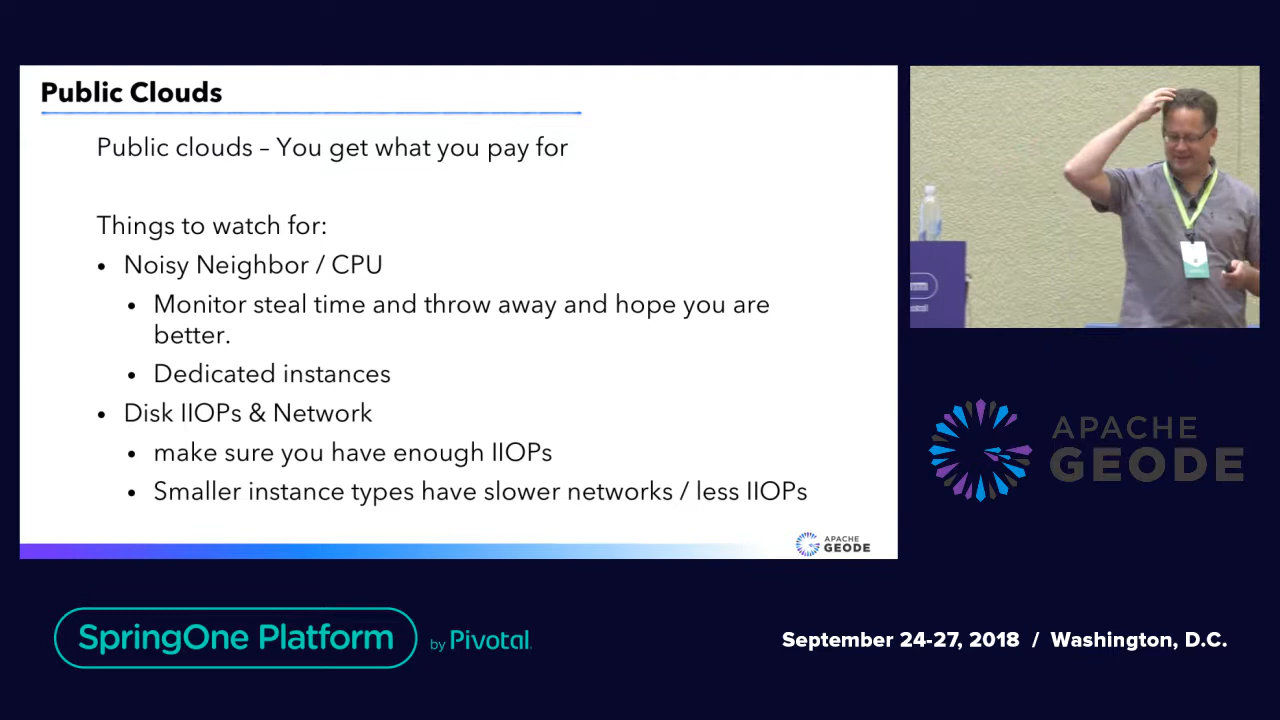 Public Clouds
Public clouds – You get what you pay for
Things to watch for:
• Noisy Neighbor / CPU
• Monitor steal time and throw away and hope you are
better.
• Dedicated instances
• Disk IIOPs & Network
• make sure you have enough IIOPs
• Smaller instance types have slower networks / less IIOPs
APACHE
GEODE
APACHE
GEODE
SpringOne Platform
by Pivotal
September 24-27, 2018 / Washington, D.C.